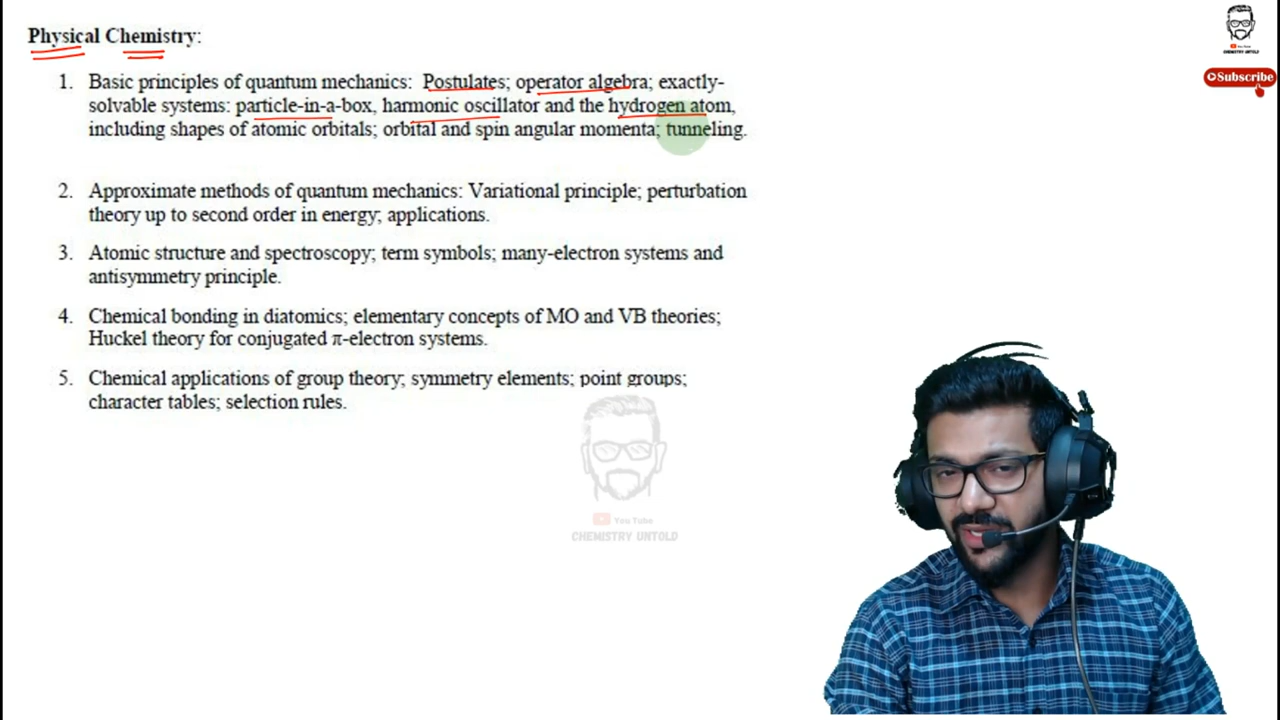 Physical Chemistry:
1. Basic principles of quantum mechanics: Postulates; operator algebra; exactly-
solvable systems: particle-in-a-box, harmonic oscillator and the hydrogen atom,
including shapes of atomic orbitals; orbital and spin angular momenta; tunneling.
2. Approximate methods of quantum mechanics: Variational principle; perturbation
theory up to second order in energy; applications.
3. Atomic structure and spectroscopy; term symbols; many-electron systems and
antisymmetry principle.
4. Chemical bonding in diatomics; elementary concepts of MO and VB theories;
Huckel theory for conjugated π-electron systems.
5. Chemical applications of group theory; symmetry elements; point groups;
character tables; selection rules.
You Tube
CHEMISTRY UNTOLD
YouTube
CHEMISTRY UNTOLD
Subscribe